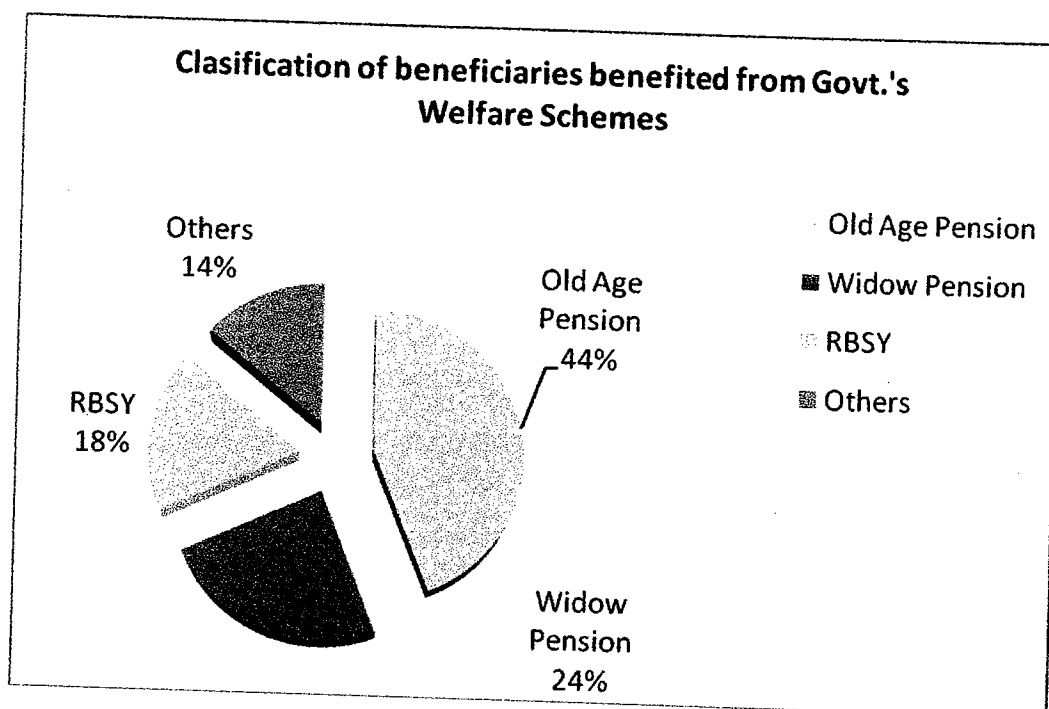 Clasification of beneficiaries benefited from Govt.'s
Welfare Schemes
Others
14%
Old Age
Pension
44%
RBSY
18%
Widow
Pension
24%
Old Age Pension
Widow Pension
RBSY
Others